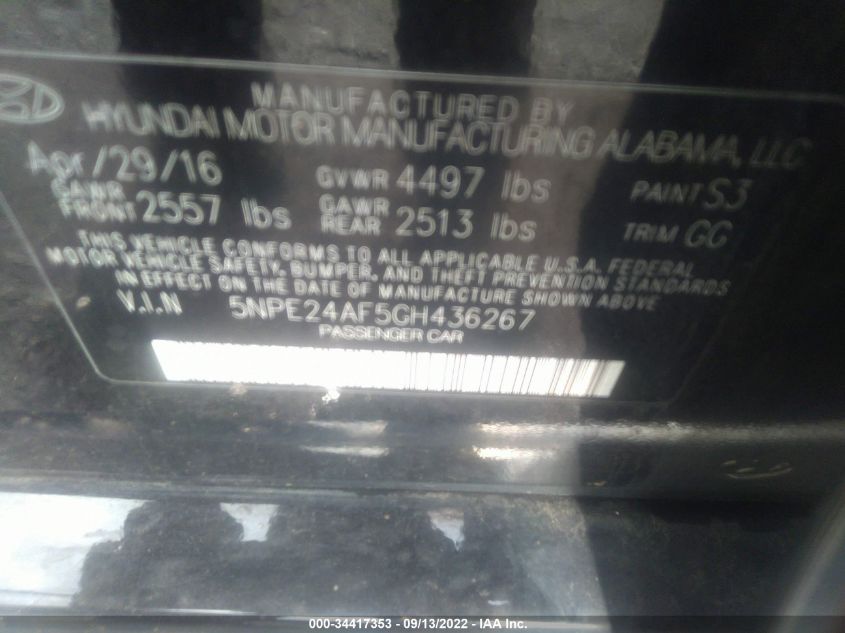 MANUFACTURED BY
HYUNDAI MOTOR MANUFACTURING ALABAMA, LLC
Apr/29/16 GVWR 4497 lbs PAINT S3
GAWR FRONT 2557 lbs GAWR REAR 2513 lbs TRIM GG
THIS VEHICLE CONFORMS TO ALL APPLICABLE U.S.A. FEDERAL
MOTOR VEHICLE SAFETY, BUMPER, AND THEFT PREVENTION STANDARDS
IN EFFECT ON THE DATE OF MANUFACTURE SHOWN ABOVE
V.I.N 5NPE24AF5GH436267
PASSENGER CAR
000-34417353 - 09/13/2022 - IAA Inc.